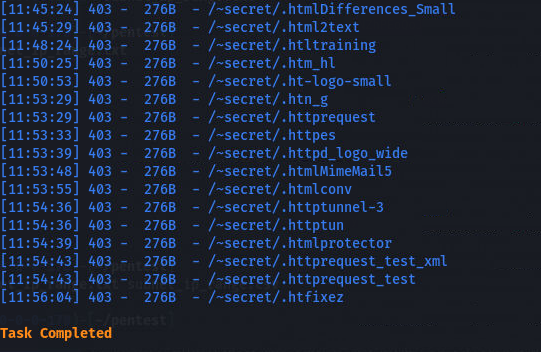 [11:45:24] 403 -  276B  - /~secret/.htmlDifferences_Small
[11:45:29] 403 -  276B  - /~secret/.html2text
[11:48:24] 403 -  276B  - /~secret/.htltraining
[11:50:25] 403 -  276B  - /~secret/.htm_hl
[11:50:53] 403 -  276B  - /~secret/.ht-logo-small
[11:53:29] 403 -  276B  - /~secret/.htn_g
[11:53:29] 403 -  276B  - /~secret/.httprequest
[11:53:33] 403 -  276B  - /~secret/.httpes
[11:53:39] 403 -  276B  - /~secret/.httpd_logo_wide
[11:53:48] 403 -  276B  - /~secret/.htmlMimeMail5
[11:53:55] 403 -  276B  - /~secret/.htmlconv
[11:54:36] 403 -  276B  - /~secret/.httptunnel-3
[11:54:36] 403 -  276B  - /~secret/.httptun
[11:54:39] 403 -  276B  - /~secret/.htmlprotector
[11:54:43] 403 -  276B  - /~secret/.httprequest_test_xml
[11:54:43] 403 -  276B  - /~secret/.httprequest_test
[11:56:04] 403 -  276B  - /~secret/.htfixez
[~/pentest]
Task Completed